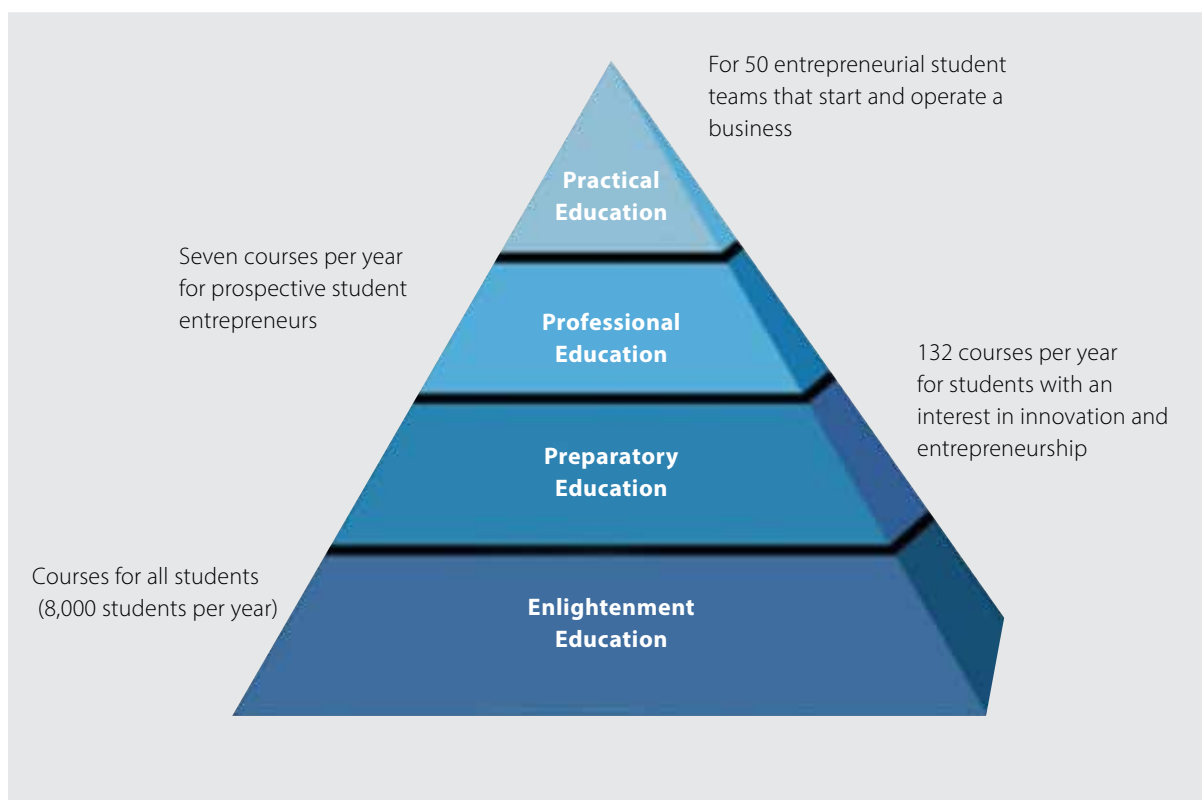 For 50 entrepreneurial student
teams that start and operate a
business
Practical
Education
Seven courses per year
for prospective student
entrepreneurs
Professional
Education
132 courses per year
for students with an
interest in innovation and
entrepreneurship
Preparatory
Education
Courses for all students
(8,000 students per year)
Enlightenment
Education